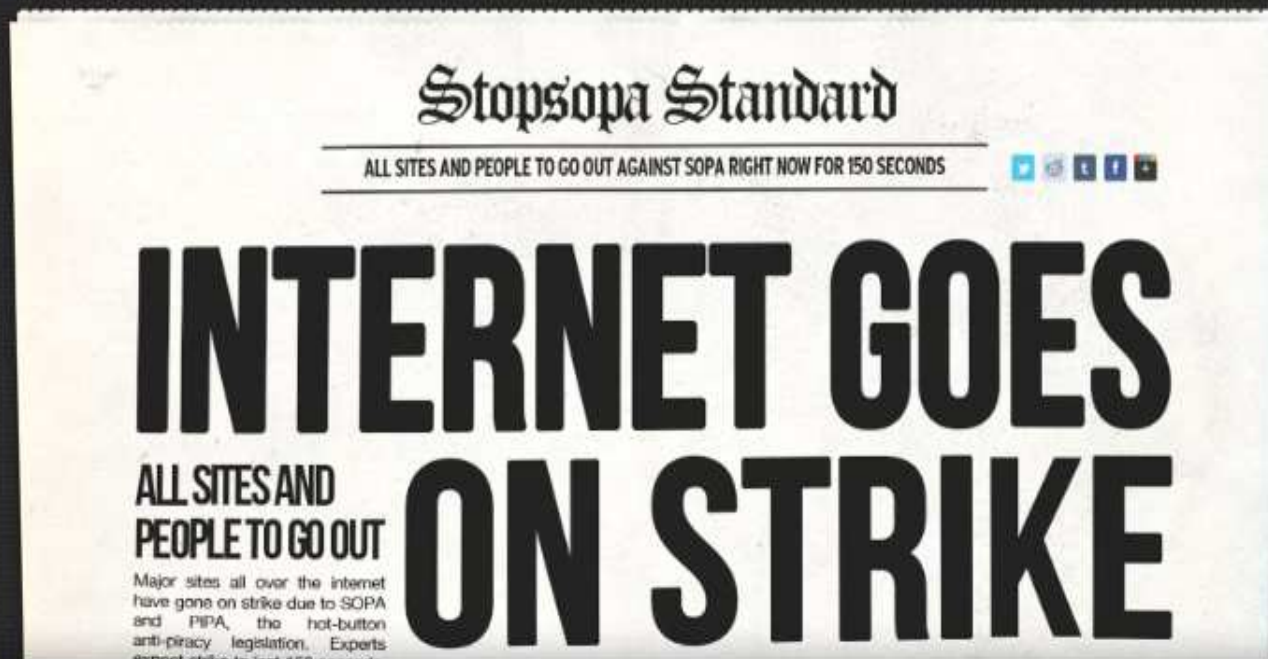 Stopsopa Standard
ALL SITES AND PEOPLE TO GO OUT AGAINST SOPA RIGHT NOW FOR 150 SECONDS
INTERNET GOES
ON STRIKE
ALL SITES AND
PEOPLE TO GO OUT
Major sites all over the internet
have gone on strike due to SOPA
and PIPA, the hot-button
anti-piracy legislation. Experts